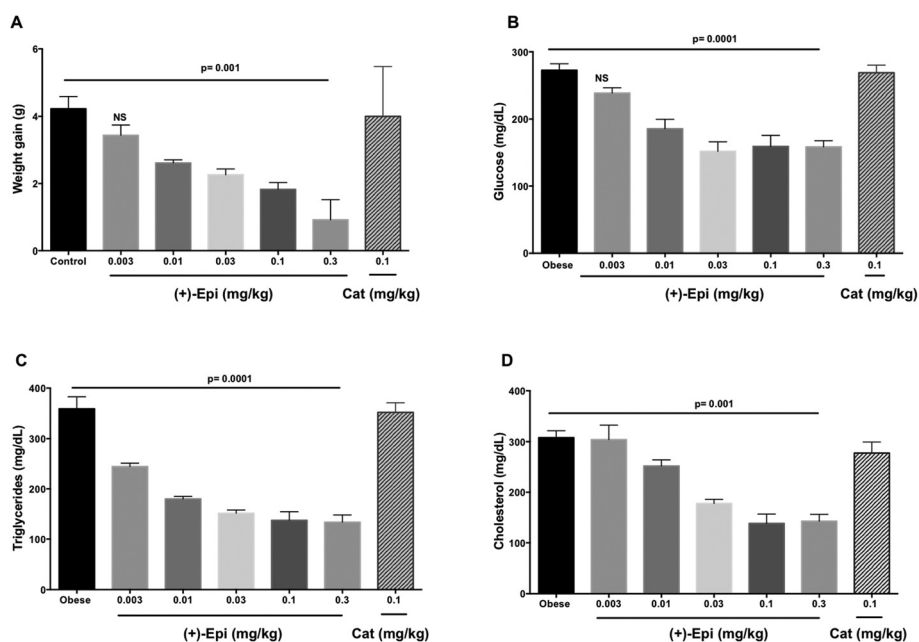 A
p= 0.001
NS
Weight gain (g)
6
4
2
0
Control 0.003 0.01 0.03 0.1 0.3 0.1
(+)-Epi (mg/kg) Cat (mg/kg)
B
p= 0.0001
NS
Glucose (mg/dL)
300
200
100
0
Obese 0.003 0.01 0.03 0.1 0.3 0.1
(+)-Epi (mg/kg) Cat (mg/kg)
C
p= 0.0001
Triglycerides (mg/dL)
400
300
200
100
0
Obese 0.003 0.01 0.03 0.1 0.3 0.1
(+)-Epi (mg/kg) Cat (mg/kg)
D
p= 0.001
Cholesterol (mg/dL)
400
300
200
100
0
Obese 0.003 0.01 0.03 0.1 0.3 0.1
(+)-Epi (mg/kg) Cat (mg/kg)